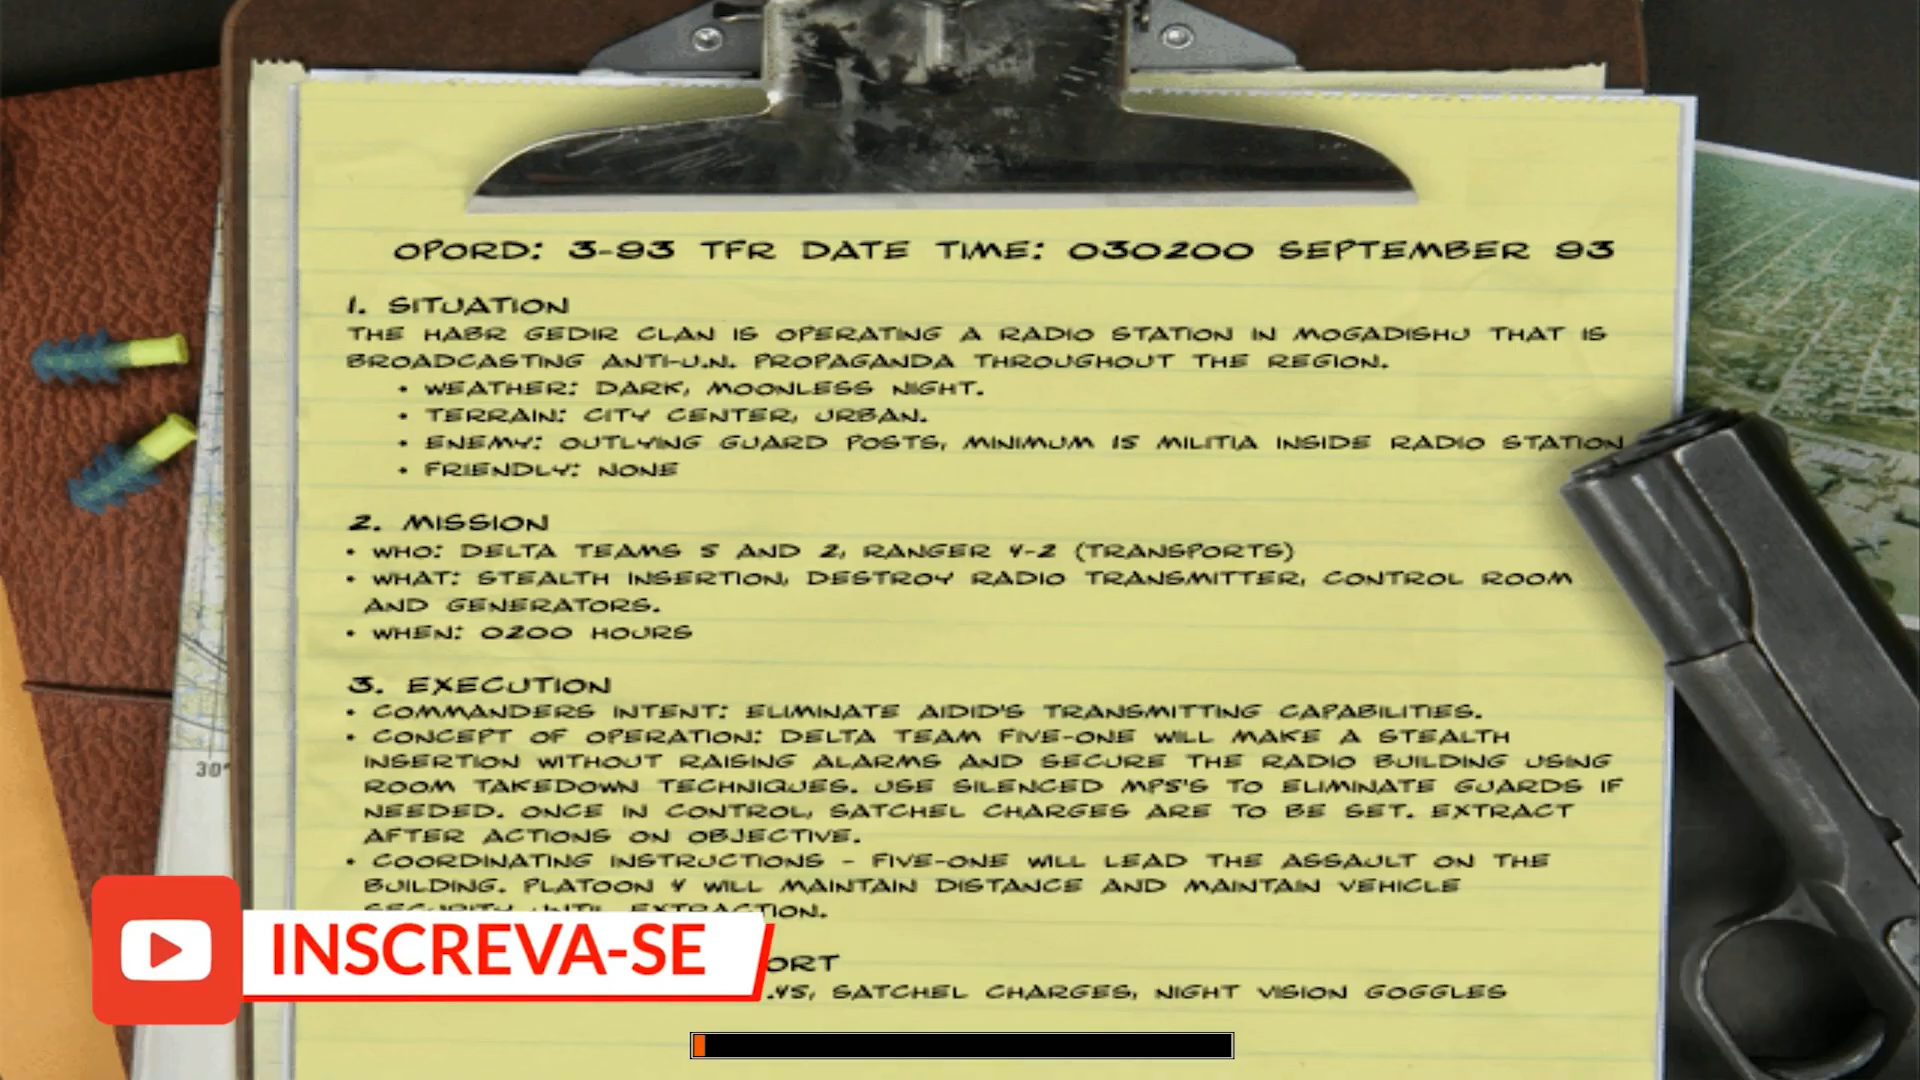 OPORD: 3-93 TFR DATE TIME: 030200 SEPTEMBER 93
1. SITUATION
THE HABR GEDIR CLAN IS OPERATING A RADIO STATION IN MOGADISHU THAT IS
BROADCASTING ANTI-U.N. PROPAGANDA THROUGHOUT THE REGION.
• WEATHER: DARK, MOONLESS NIGHT.
• TERRAIN: CITY CENTER, URBAN.
• ENEMY: OUTLYING GUARD POSTS, MINIMUM 15 MILITIA INSIDE RADIO STATION
• FRIENDLY: NONE
2. MISSION
• WHO: DELTA TEAMS 5 AND 2, RANGER 4-2 (TRANSPORTS)
• WHAT: STEALTH INSERTION, DESTROY RADIO TRANSMITTER, CONTROL ROOM
AND GENERATORS.
• WHEN: 0200 HOURS
3. EXECUTION
• COMMANDERS INTENT: ELIMINATE AIDID'S TRANSMITTING CAPABILITIES.
• CONCEPT OF OPERATION: DELTA TEAM FIVE-ONE WILL MAKE A STEALTH
INSERTION WITHOUT RAISING ALARMS AND SECURE THE RADIO BUILDING USING
ROOM TAKEDOWN TECHNIQUES. USE SILENCED MP5'S TO ELIMINATE GUARDS IF
NEEDED. ONCE IN CONTROL, SATCHEL CHARGES ARE TO BE SET. EXTRACT
AFTER ACTIONS ON OBJECTIVE.
• COORDINATING INSTRUCTIONS - FIVE-ONE WILL LEAD THE ASSAULT ON THE
BUILDING. PLATOON 4 WILL MAINTAIN DISTANCE AND MAINTAIN VEHICLE
SECURITY UNTIL EXTRACTION.
ORT
.45, SATCHEL CHARGES, NIGHT VISION GOGGLES
INSCREVA-SE
30°